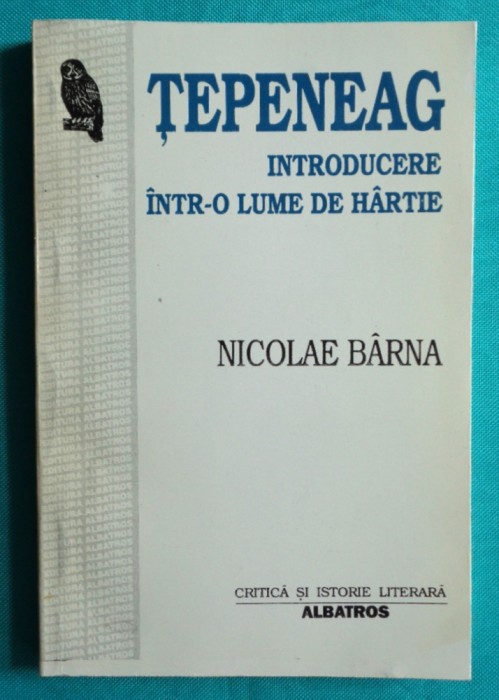 ȚEPENEAG
INTRODUCERE
ÎNTR-O LUME DE HÂRTIE
NICOLAE BÂRNA
CRITICĂ ȘI ISTORIE LITERARĂ
ALBATROS